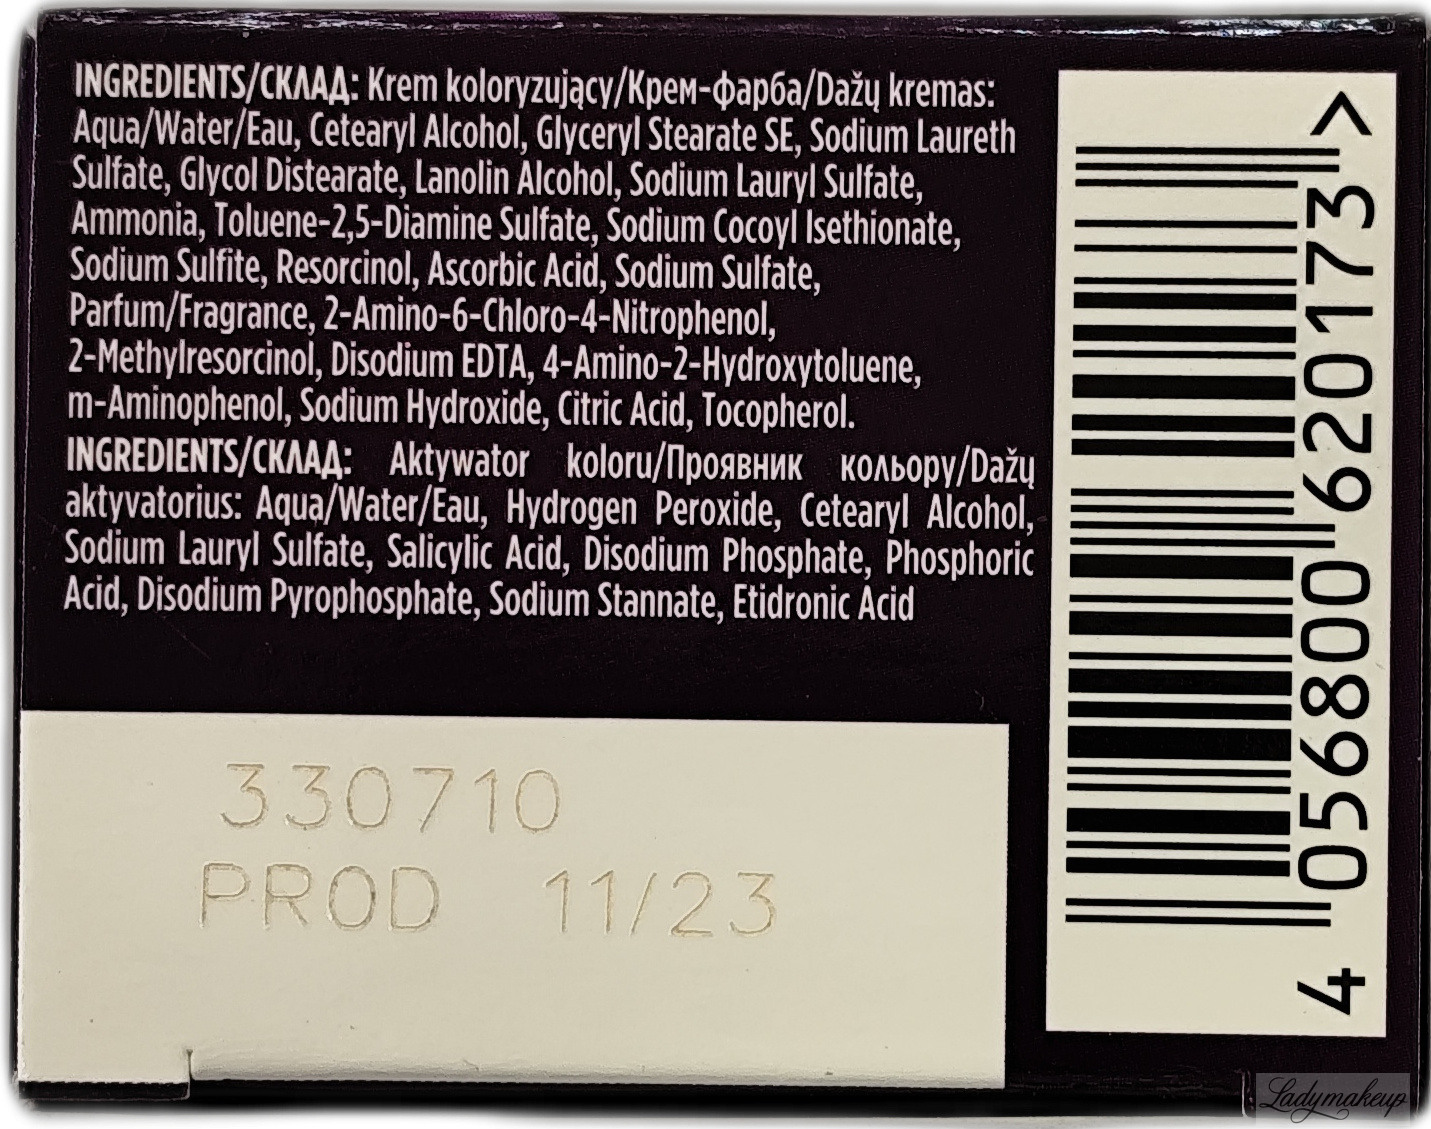 INGREDIENTS/СКЛАД: Krem koloryzujący/Крем-фарба/Dažų kremas:
Aqua/Water/Eau, Cetearyl Alcohol, Glyceryl Stearate SE, Sodium Laureth
Sulfate, Glycol Distearate, Lanolin Alcohol, Sodium Lauryl Sulfate,
Ammonia, Toluene-2,5-Diamine Sulfate, Sodium Cocoyl Isethionate,
Sodium Sulfite, Resorcinol, Ascorbic Acid, Sodium Sulfate,
Parfum/Fragrance, 2-Amino-6-Chloro-4-Nitrophenol,
2-Methylresorcinol, Disodium EDTA, 4-Amino-2-Hydroxytoluene,
m-Aminophenol, Sodium Hydroxide, Citric Acid, Tocopherol.
INGREDIENTS/СКЛАД: Aktywator koloru/Проявник кольору/Dažų
aktyvatorius: Aqua/Water/Eau, Hydrogen Peroxide, Cetearyl Alcohol,
Sodium Lauryl Sulfate, Salicylic Acid, Disodium Phosphate, Phosphoric
Acid, Disodium Pyrophosphate, Sodium Stannate, Etidronic Acid
330710
PROD 11/23
4 056800 620173 >
Ladymakeup